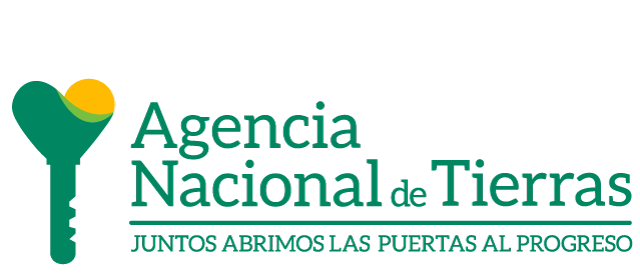 Agencia
Nacional de Tierras
JUNTOS ABRIMOS LAS PUERTAS AL PROGRESO